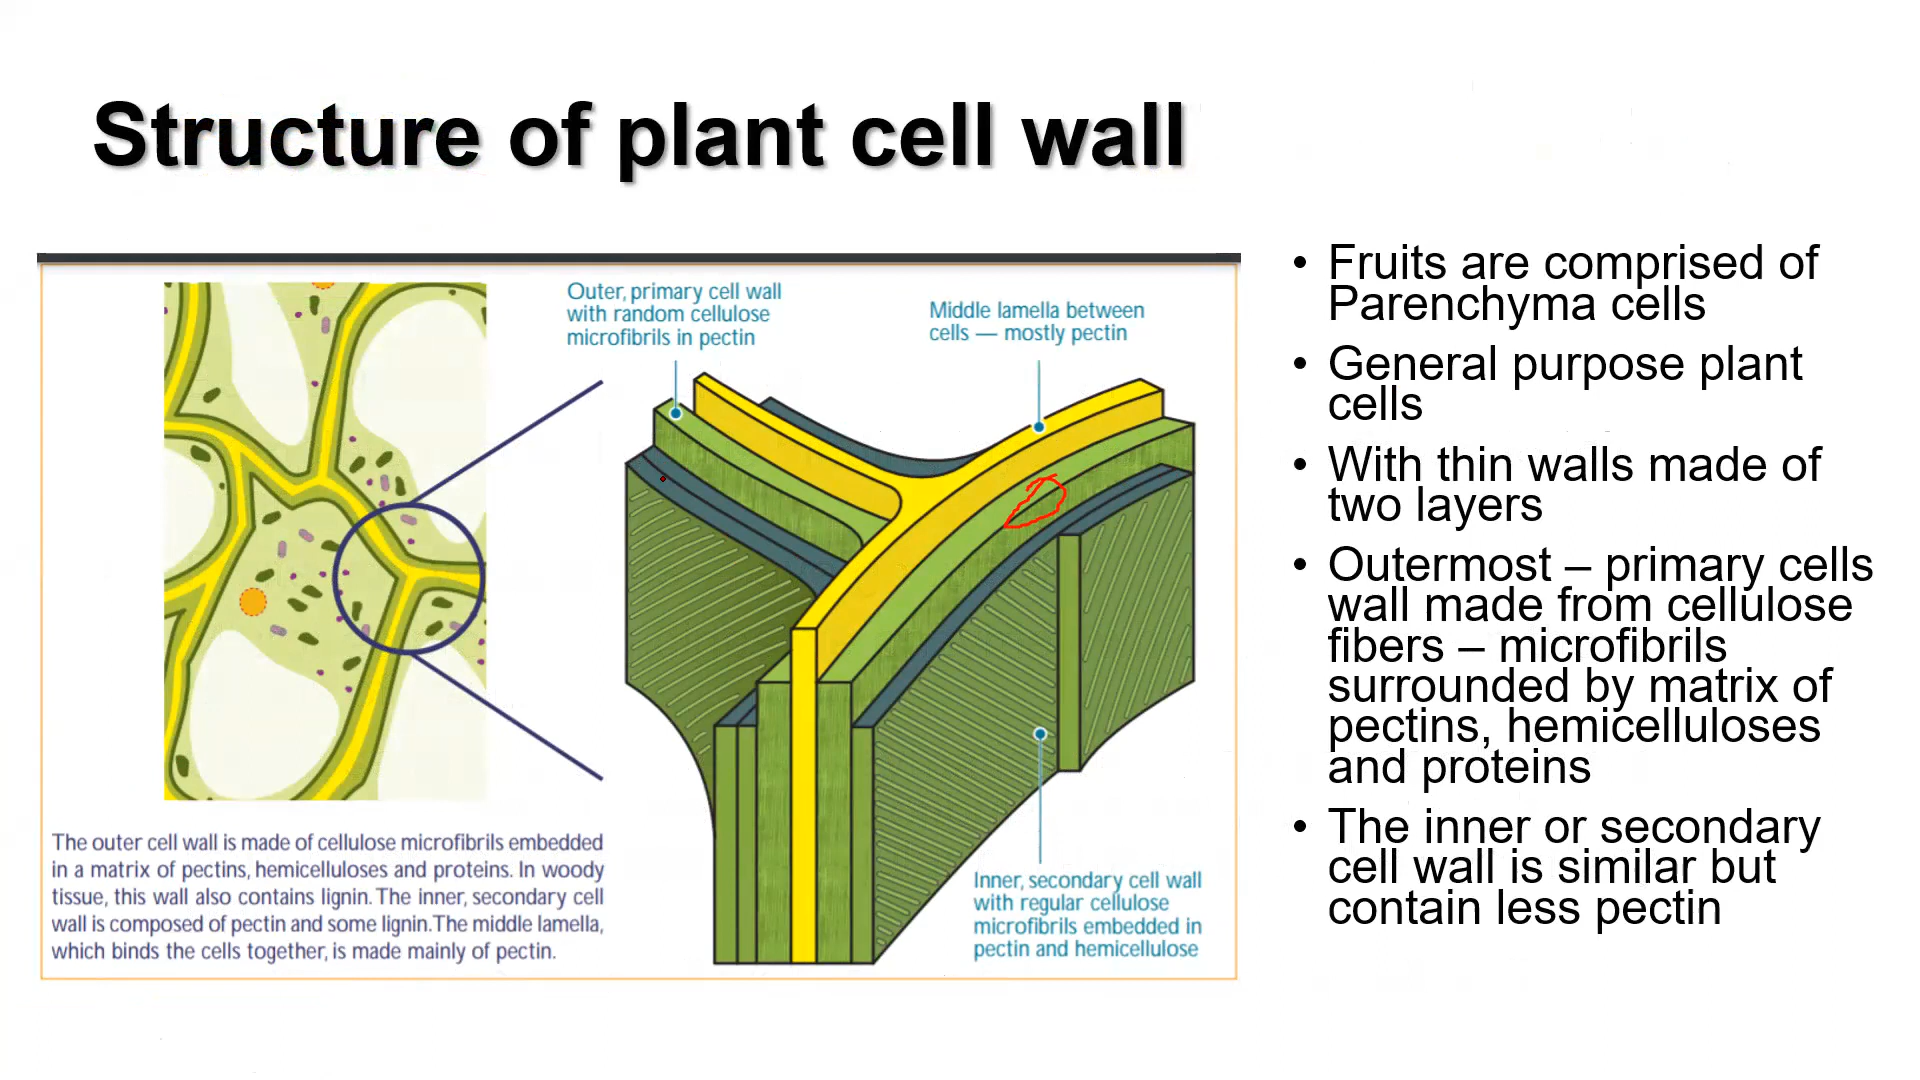 Structure of plant cell wall
Outer, primary cell wall
with random cellulose
microfibrils in pectin
Middle lamella between
cells — mostly pectin
Inner, secondary cell wall
with regular cellulose
microfibrils embedded in
pectin and hemicellulose
The outer cell wall is made of cellulose microfibrils embedded
in a matrix of pectins, hemicelluloses and proteins. In woody
tissue, this wall also contains lignin. The inner, secondary cell
wall is composed of pectin and some lignin. The middle lamella,
which binds the cells together, is made mainly of pectin.
• Fruits are comprised of
Parenchyma cells
• General purpose plant
cells
• With thin walls made of
two layers
• Outermost – primary cells
wall made from cellulose
fibers – microfibrils
surrounded by matrix of
pectins, hemicelluloses
and proteins
• The inner or secondary
cell wall is similar but
contain less pectin